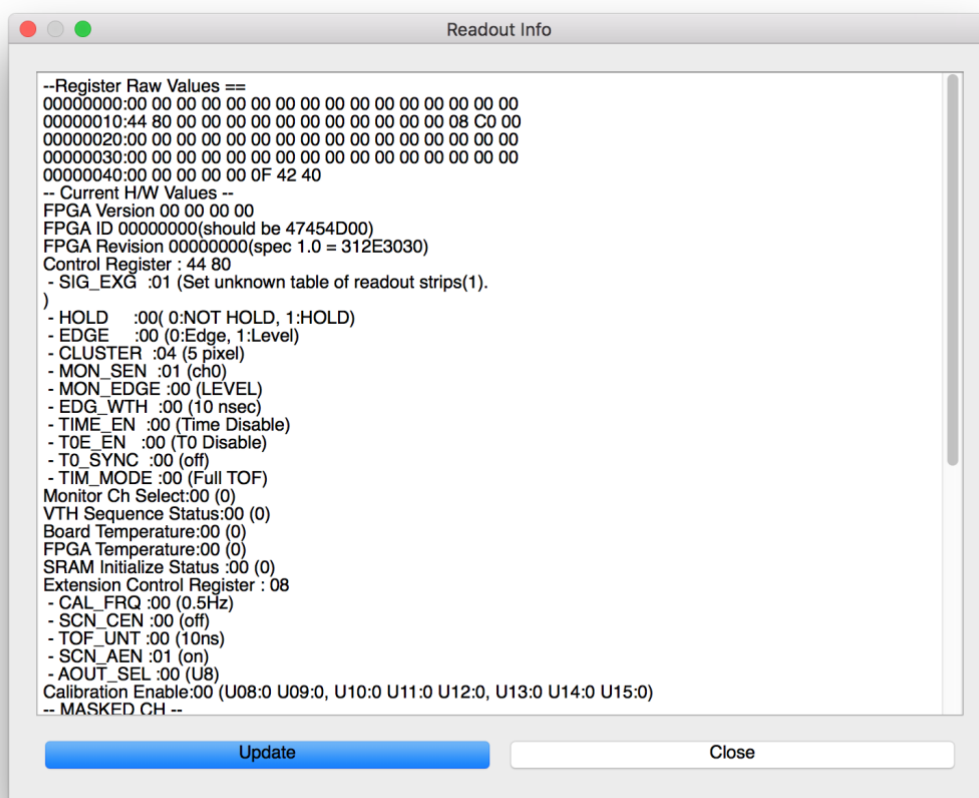 Readout Info
--Register Raw Values ==
00000000:00 00 00 00 00 00 00 00 00 00 00 00 00 00 00 00
00000010:44 80 00 00 00 00 00 00 00 00 00 00 00 08 C0 00
00000020:00 00 00 00 00 00 00 00 00 00 00 00 00 00 00 00
00000030:00 00 00 00 00 00 00 00 00 00 00 00 00 00 00 00
00000040:00 00 00 00 00 0F 42 40
-- Current H/W Values --
FPGA Version 00 00 00 00
FPGA ID 00000000(should be 47454D00)
FPGA Revision 00000000(spec 1.0 = 312E3030)
Control Register : 44 80
- SIG_EXG :01 (Set unknown table of readout strips(1).
)
- HOLD :00( 0:NOT HOLD, 1:HOLD)
- EDGE :00 (0:Edge, 1:Level)
- CLUSTER :04 (5 pixel)
- MON_SEN :01 (ch0)
- MON_EDGE :00 (LEVEL)
- EDG_WTH :00 (10 nsec)
- TIME_EN :00 (Time Disable)
- T0E_EN :00 (T0 Disable)
- T0_SYNC :00 (off)
- TIM_MODE :00 (Full TOF)
Monitor Ch Select:00 (0)
VTH Sequence Status:00 (0)
Board Temperature:00 (0)
FPGA Temperature:00 (0)
SRAM Initialize Status :00 (0)
Extension Control Register : 08
- CAL_FRQ :00 (0.5Hz)
- SCN_CEN :00 (off)
- TOF_UNT :00 (10ns)
- SCN_AEN :01 (on)
- AOUT_SEL :00 (U8)
Calibration Enable:00 (U08:0 U09:0, U10:0 U11:0 U12:0, U13:0 U14:0 U15:0)
-- MASKED CH --
Update Close